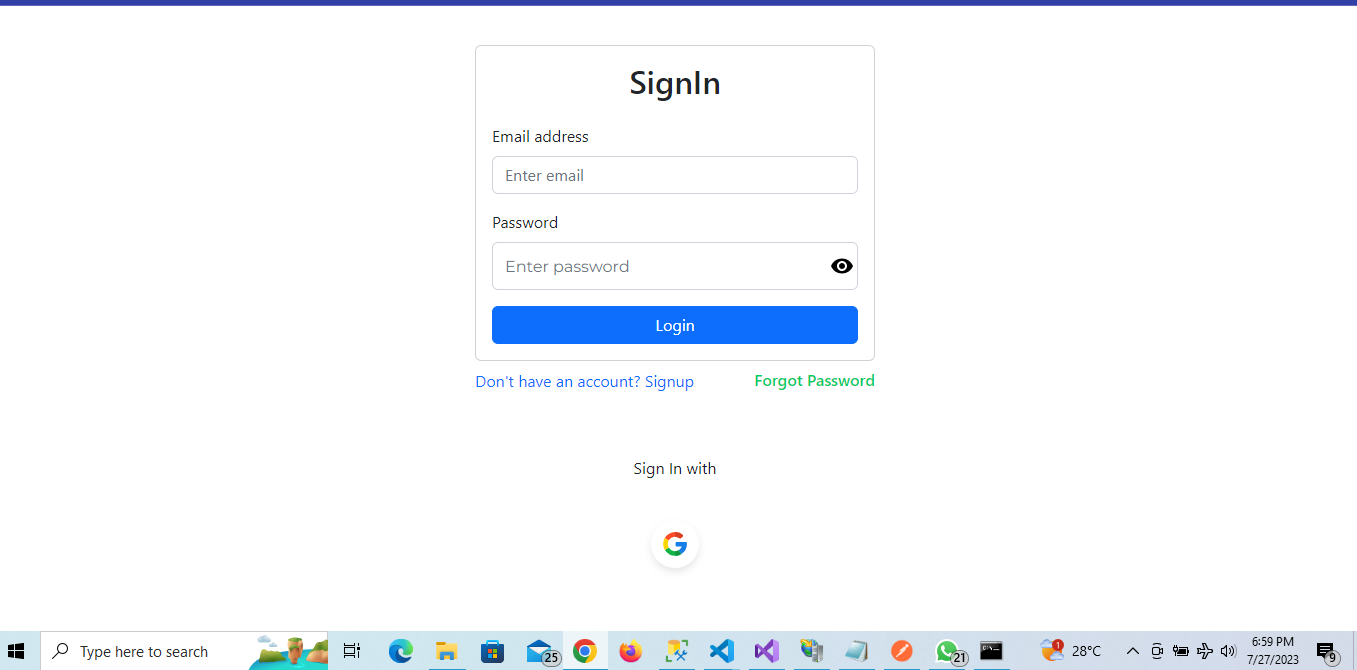 SignIn
Email address
Enter email
Password
Enter password
Login
Don't have an account? Signup
Forgot Password
Sign In with
G
Type here to search
25
21
1
28°C
6:59 PM
7/27/2023
9